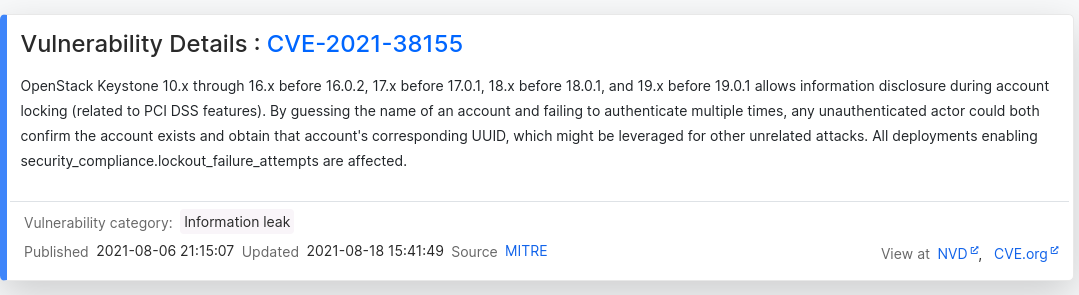 Vulnerability Details : CVE-2021-38155
OpenStack Keystone 10.x through 16.x before 16.0.2, 17.x before 17.0.1, 18.x before 18.0.1, and 19.x before 19.0.1 allows information disclosure during account
locking (related to PCI DSS features). By guessing the name of an account and failing to authenticate multiple times, any unauthenticated actor could both
confirm the account exists and obtain that account's corresponding UUID, which might be leveraged for other unrelated attacks. All deployments enabling
security_compliance.lockout_failure_attempts are affected.
Vulnerability category: Information leak
Published 2021-08-06 21:15:07 Updated 2021-08-18 15:41:49 Source MITRE
View at NVD, CVE.org